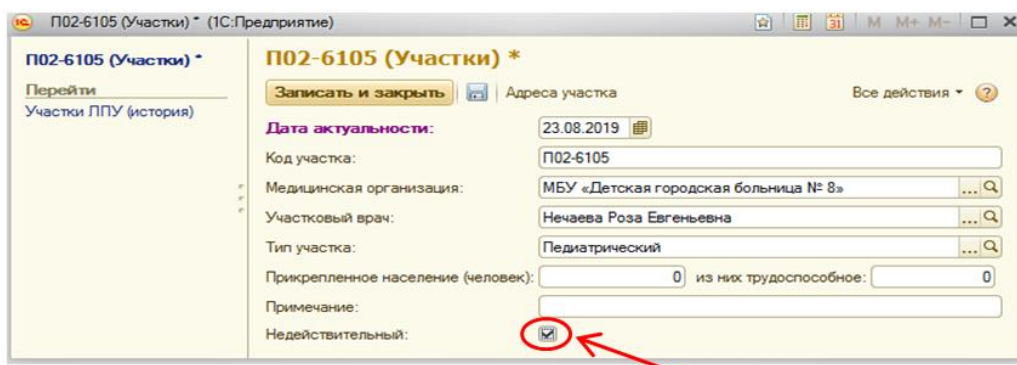 П02-6105 (Участки) * (1С:Предприятие)
M M+ M-
П02-6105 (Участки) *
Перейти
Участки ЛПУ (история)
П02-6105 (Участки) *
Записать и закрыть Адреса участка Все действия
Дата актуальности: 23.08.2019
Код участка: П02-6105
Медицинская организация: МБУ «Детская городская больница № 8» ...
Участковый врач: Нечаева Роза Евгеньевна ...
Тип участка: Педиатрический ...
Прикрепленное население (человек): 0 из них трудоспособное: 0
Примечание:
Недействительный: